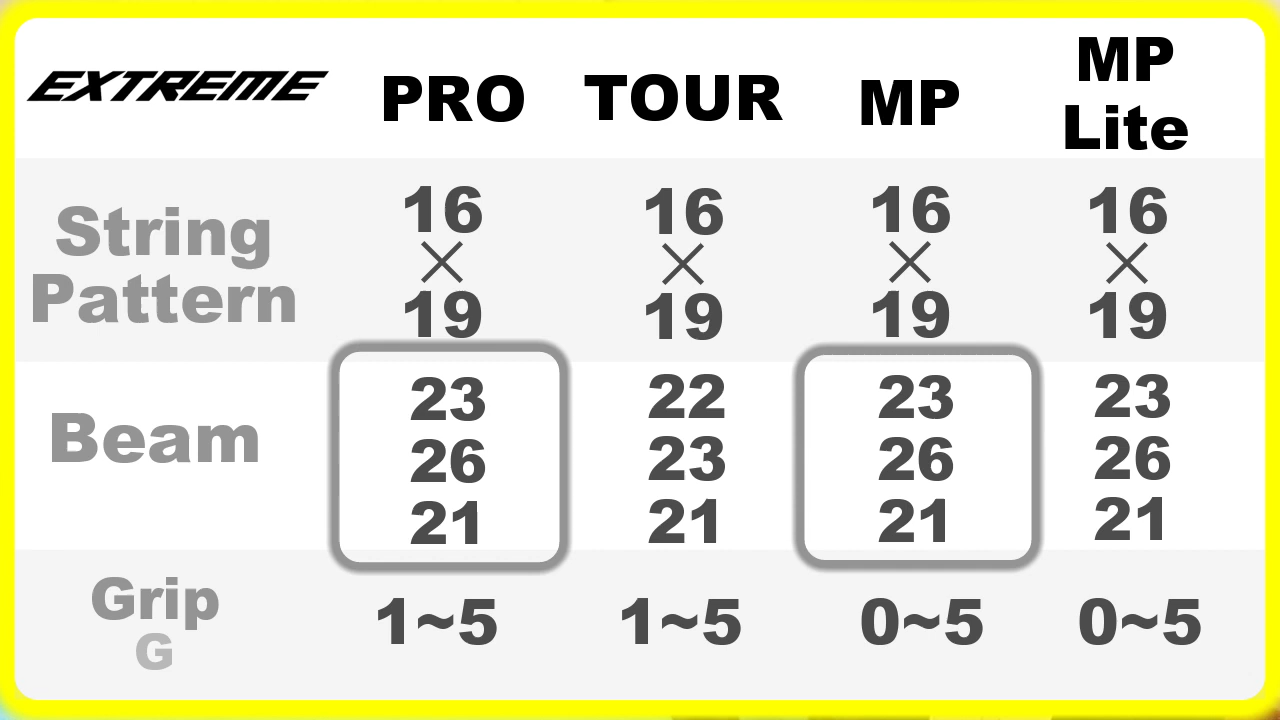 EXTREME PRO TOUR MP MP Lite
String Pattern 16 × 19 16 × 19 16 × 19 16 × 19
Beam 23 26 21 22 23 21 23 26 21 23 26 21
Grip G 1~5 1~5 0~5 0~5